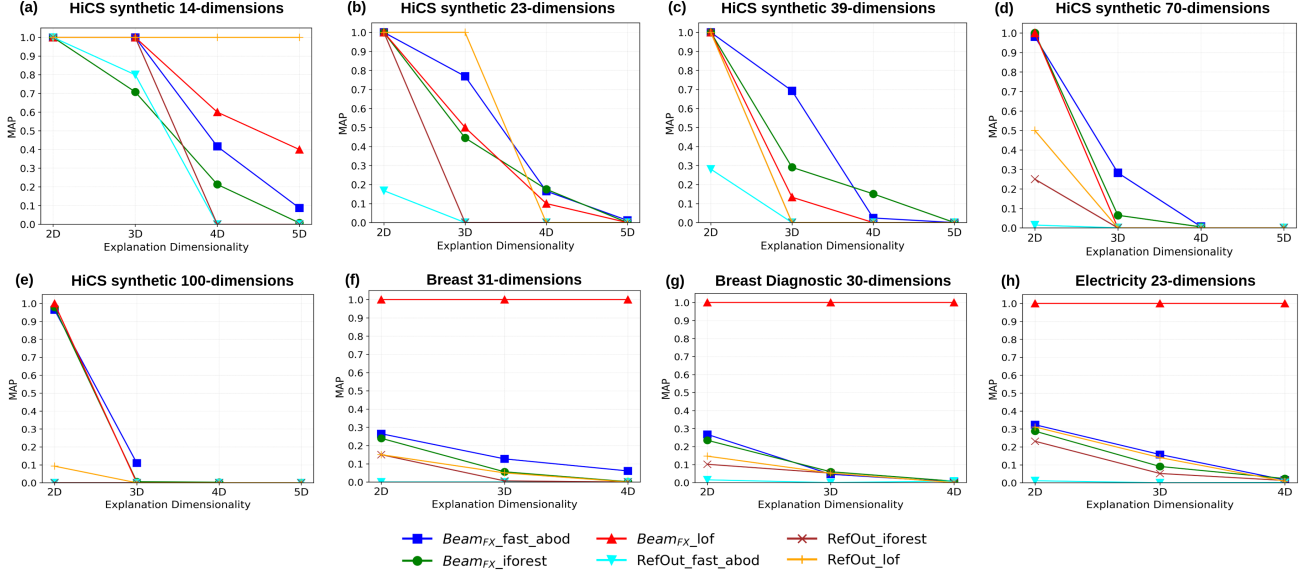 (a) HiCS synthetic 14-dimensions
1.0
0.9
0.8
0.7
0.6
0.5
0.4
0.3
0.2
0.1
0.0
MAP
2D 3D 4D 5D
Explanation Dimensionality
(b) HiCS synthetic 23-dimensions
1.0
0.9
0.8
0.7
0.6
0.5
0.4
0.3
0.2
0.1
0.0
MAP
2D 3D 4D 5D
Explanation Dimensionality
(c) HiCS synthetic 39-dimensions
1.0
0.9
0.8
0.7
0.6
0.5
0.4
0.3
0.2
0.1
0.0
MAP
2D 3D 4D 5D
Explanation Dimensionality
(d) HiCS synthetic 70-dimensions
1.0
0.9
0.8
0.7
0.6
0.5
0.4
0.3
0.2
0.1
0.0
MAP
2D 3D 4D 5D
Explanation Dimensionality
(e) HiCS synthetic 100-dimensions
1.0
0.9
0.8
0.7
0.6
0.5
0.4
0.3
0.2
0.1
0.0
MAP
2D 3D 4D 5D
Explanation Dimensionality
(f) Breast 31-dimensions
1.0
0.9
0.8
0.7
0.6
0.5
0.4
0.3
0.2
0.1
0.0
MAP
2D 3D 4D
Explanation Dimensionality
(g) Breast Diagnostic 30-dimensions
1.0
0.9
0.8
0.7
0.6
0.5
0.4
0.3
0.2
0.1
0.0
MAP
2D 3D 4D
Explanation Dimensionality
(h) Electricity 23-dimensions
1.0
0.9
0.8
0.7
0.6
0.5
0.4
0.3
0.2
0.1
0.0
MAP
2D 3D 4D
Explanation Dimensionality
Beam_FX_fast_abod Beam_FX_lof RefOut_iforest
Beam_FX_iforest RefOut_fast_abod RefOut_lof